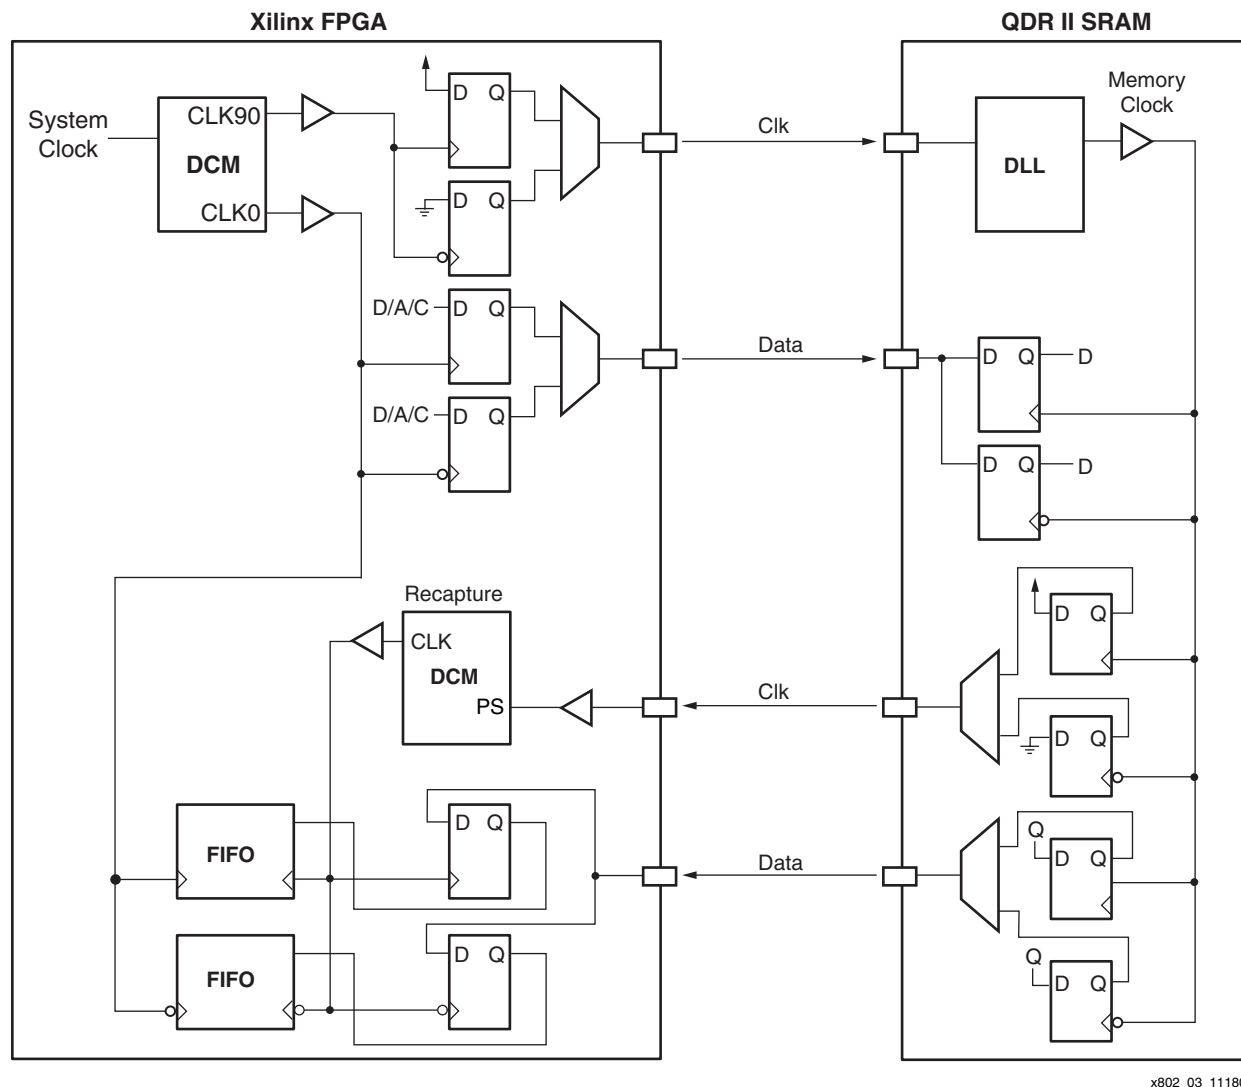 Xilinx FPGA
QDR II SRAM
System
Clock
CLK90
DCM
CLK0
D Q
D Q
Clk
DLL
Memory
Clock
D/A/C
D Q
D/A/C
D Q
Data
D Q
D
D Q
D
Recapture
CLK
DCM
PS
Clk
D Q
D Q
FIFO
D Q
Data
Q
D Q
FIFO
D Q
Q
D Q